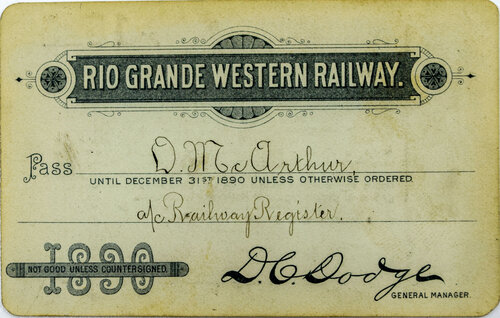 RIO GRANDE WESTERN RAILWAY.
Pass D. McArthur,
UNTIL DECEMBER 31ST 1890 UNLESS OTHERWISE ORDERED.
a/c Railway Register.
1890
NOT GOOD UNLESS COUNTERSIGNED.
D.C. Dodge
GENERAL MANAGER.